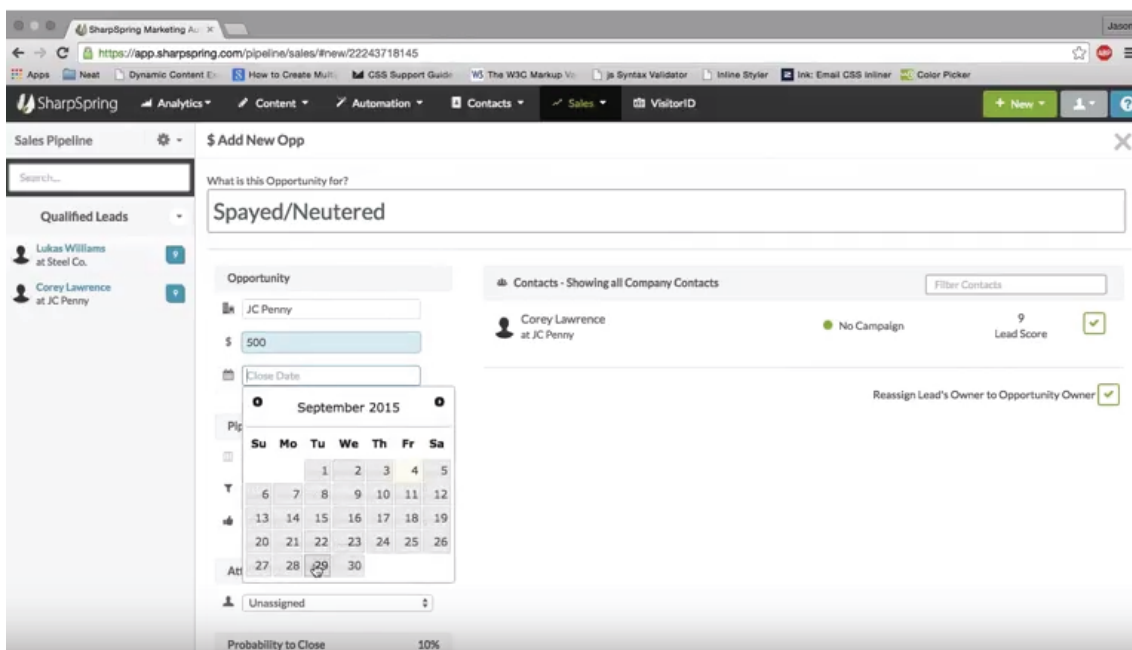 SharpSpring Marketing Au
Jason
https://app.sharpspring.com/pipeline/sales/#new/22243718145
Apps Neat Dynamic Content E How to Create Mult CSS Support Guide The W3C Markup V js Syntax Validator Inline Styler Ink: Email CSS Inliner Color Picker
SharpSpring Analytics Content Automation Contacts Sales VisitorID + New ?
Sales Pipeline
$ Add New Opp
Search...
What is this Opportunity for?
Spayed/Neutered
Qualified Leads
Lukas Williams
at Steel Co.
9
Corey Lawrence
at JC Penny
9
Opportunity
JC Penny
$ 500
Close Date
September 2015
Su Mo Tu We Th Fr Sa
1 2 3 4 5
6 7 8 9 10 11 12
13 14 15 16 17 18 19
20 21 22 23 24 25 26
27 28 29 30
Pip
Att
Unassigned
Probability to Close 10%
Contacts - Showing all Company Contacts
Filter Contacts
Corey Lawrence
at JC Penny
No Campaign
9
Lead Score
Reassign Lead's Owner to Opportunity Owner